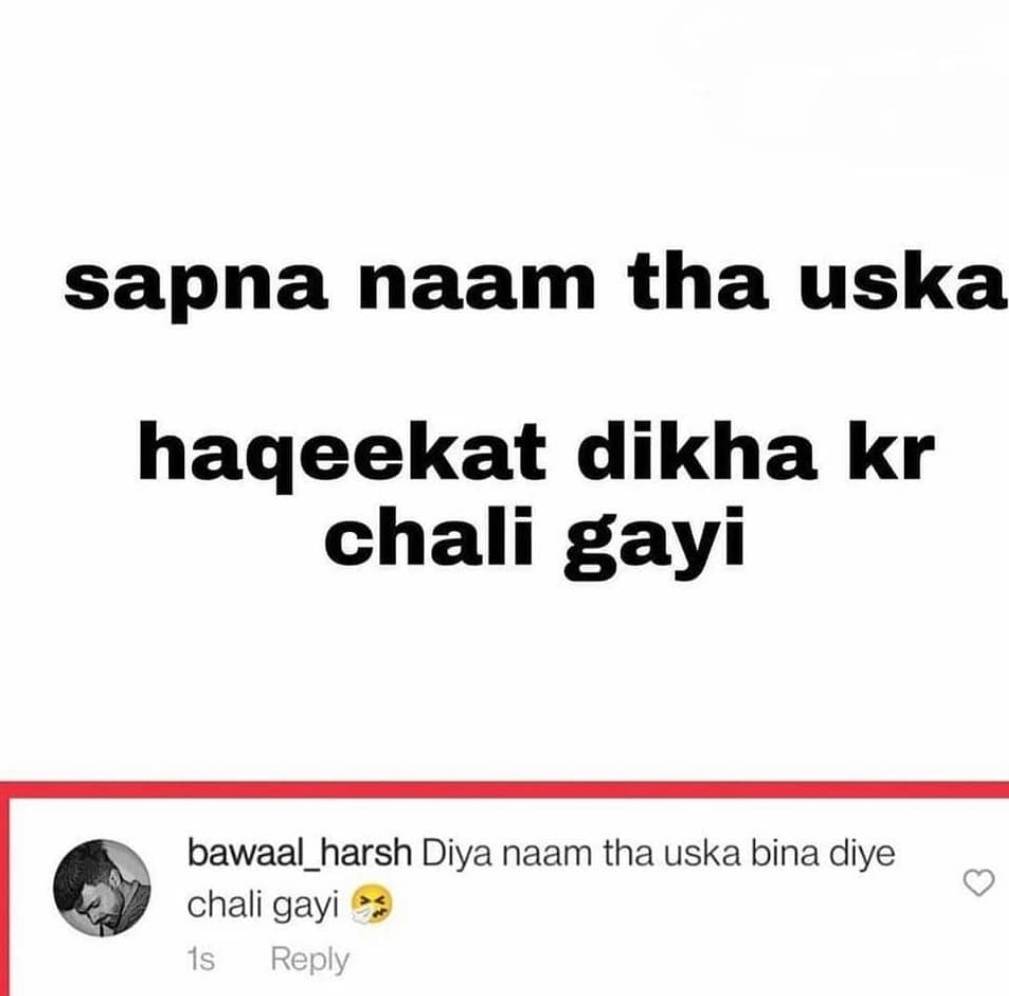 sapna naam tha uska
haqeekat dikha kr
chali gayi
bawaal_harsh Diya naam tha uska bina diye
chali gayi 🤧
1s Reply